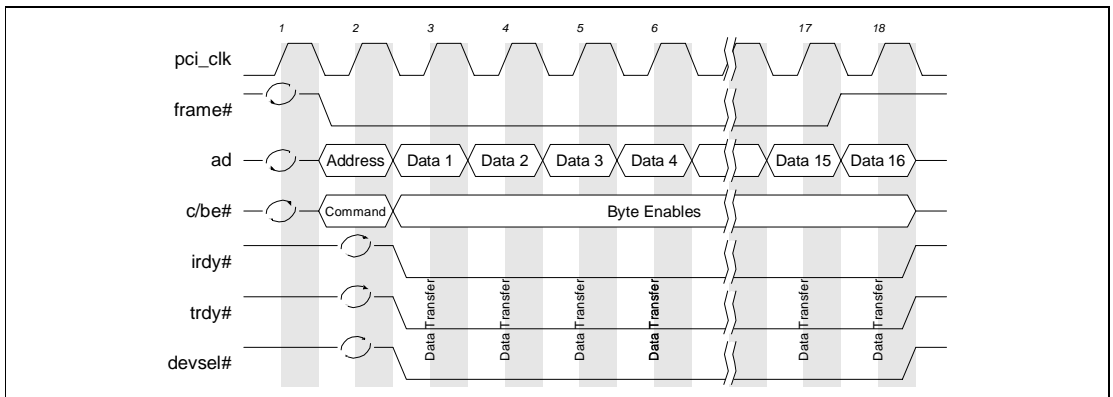 1 2 3 4 5 6 17 18
pci_clk
frame#
ad Address Data 1 Data 2 Data 3 Data 4 Data 15 Data 16
c/be# Command Byte Enables
irdy#
trdy#
Data Transfer Data Transfer Data Transfer Data Transfer Data Transfer Data Transfer
devsel#